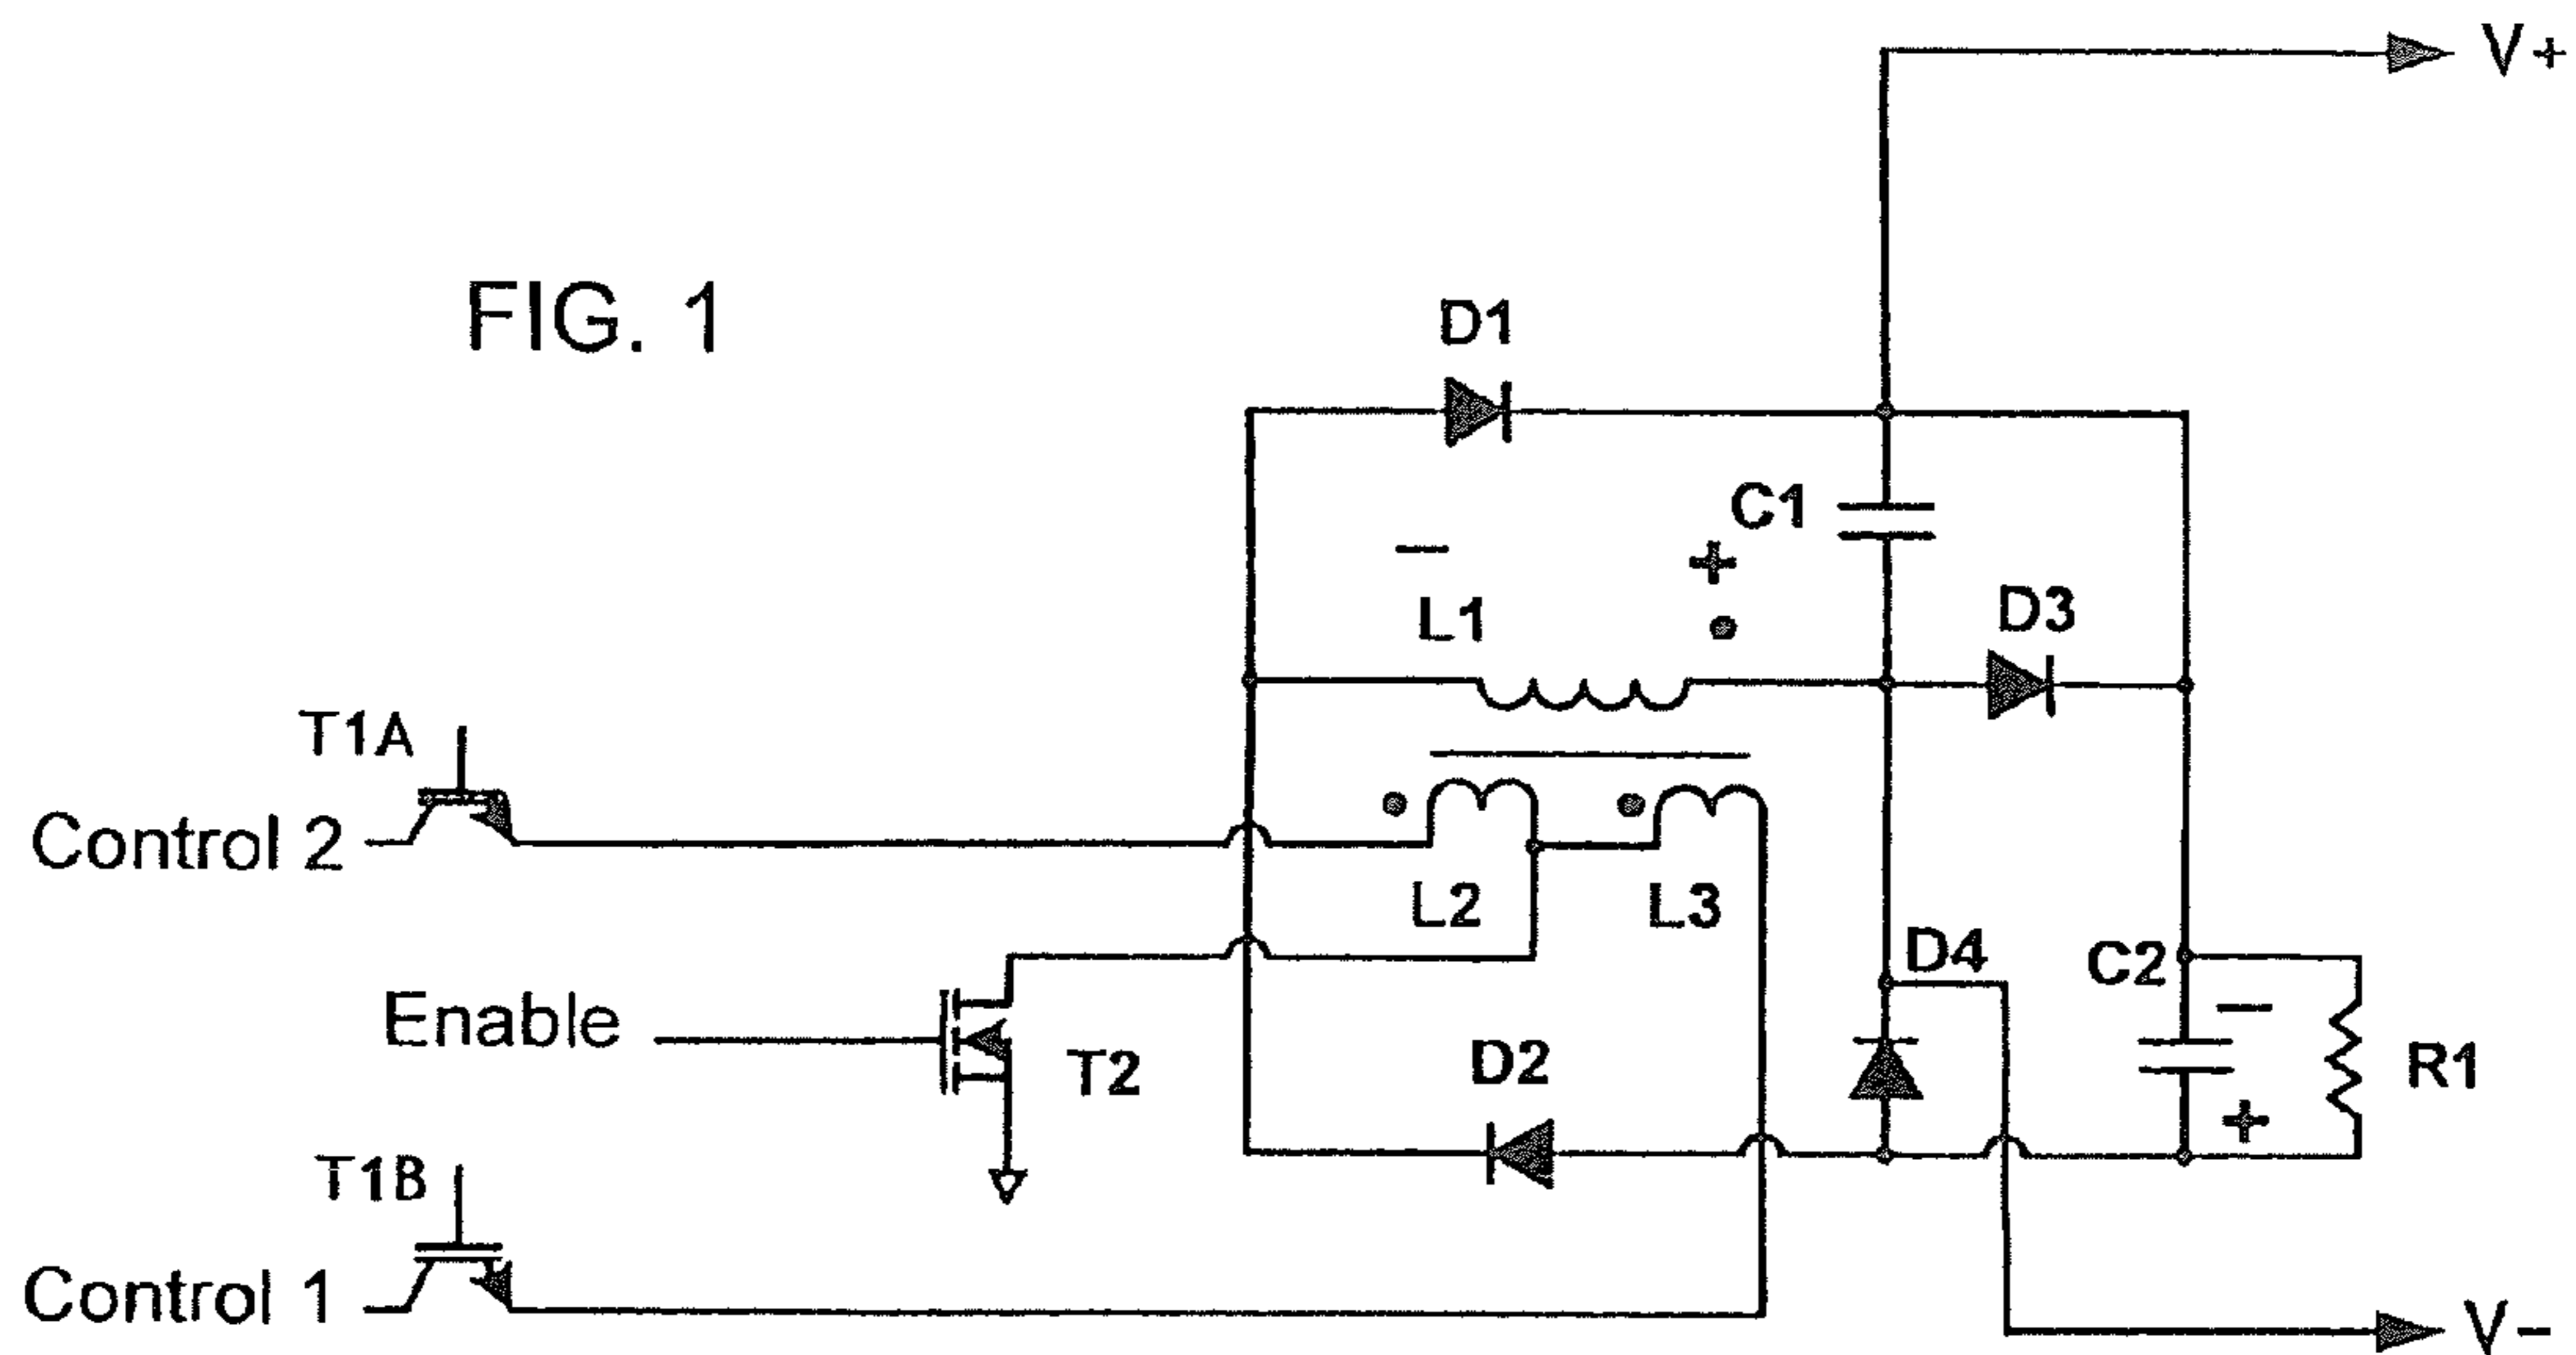 V+
FIG. 1
D1
C1
− +
L1
D3
T1A
Control 2
L2
L3
D4
C2
−
Enable
T2
D2
R1
+
T1B
Control 1
V−